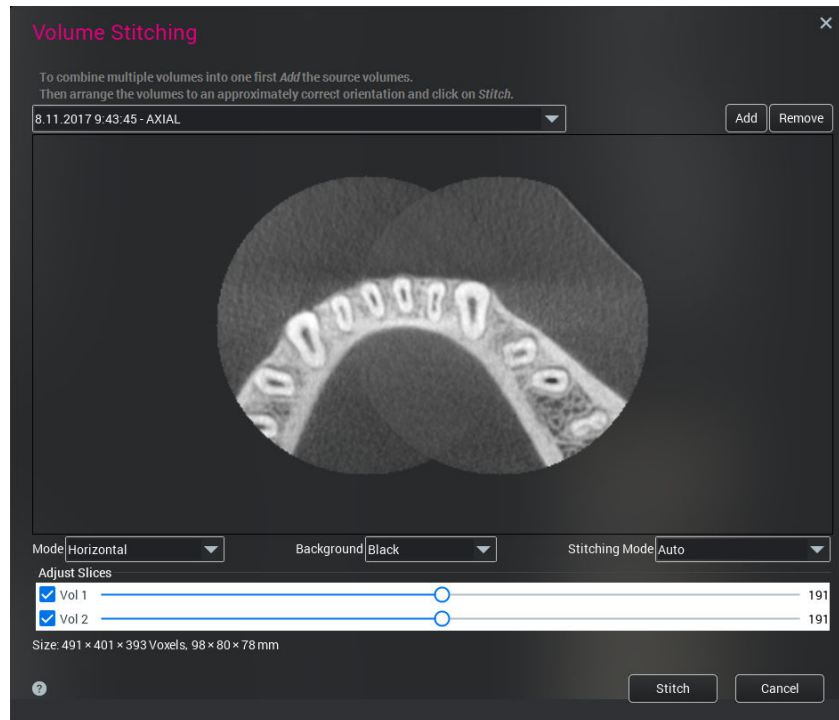 Volume Stitching
To combine multiple volumes into one first Add the source volumes.
Then arrange the volumes to an approximately correct orientation and click on Stitch.
8.11.2017 9:43:45 - AXIAL
Add Remove
Mode Horizontal Background Black Stitching Mode Auto
Adjust Slices
Vol 1 191
Vol 2 191
Size: 491 × 401 × 393 Voxels, 98 × 80 × 78 mm
?
Stitch Cancel